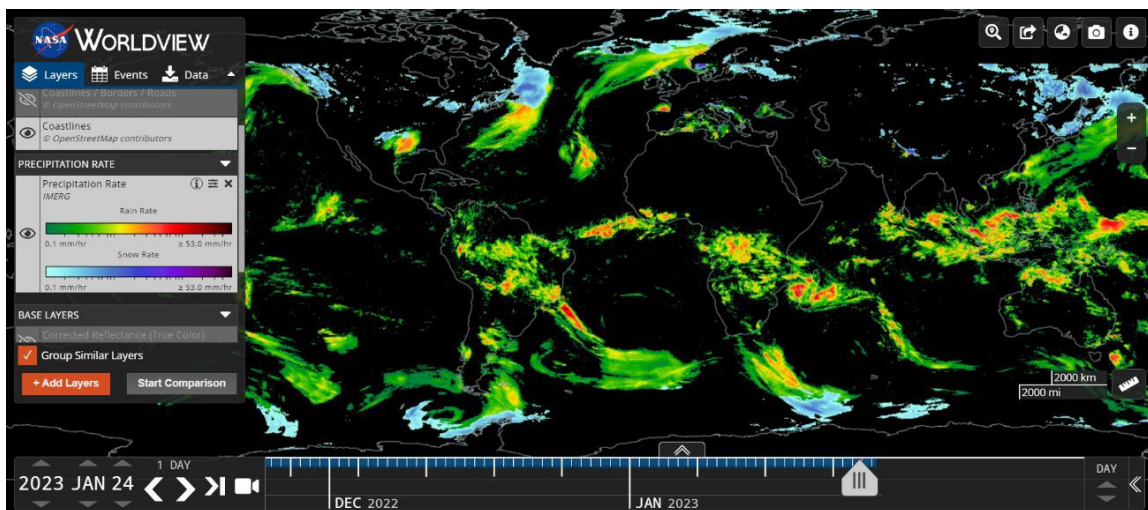 NASA WORLDVIEW
Layers Events Data
Coastlines / Borders / Roads
© OpenStreetMap contributors
Coastlines
© OpenStreetMap contributors
PRECIPITATION RATE
Precipitation Rate
IMERG
Rain Rate
0.1 mm/hr ≥ 53.0 mm/hr
Snow Rate
0.1 mm/hr ≥ 53.0 mm/hr
BASE LAYERS
Corrected Reflectance (True Color)
Group Similar Layers
+ Add Layers Start Comparison
2000 km
2000 mi
1 DAY
2023 JAN 24
DEC 2022
JAN 2023
DAY